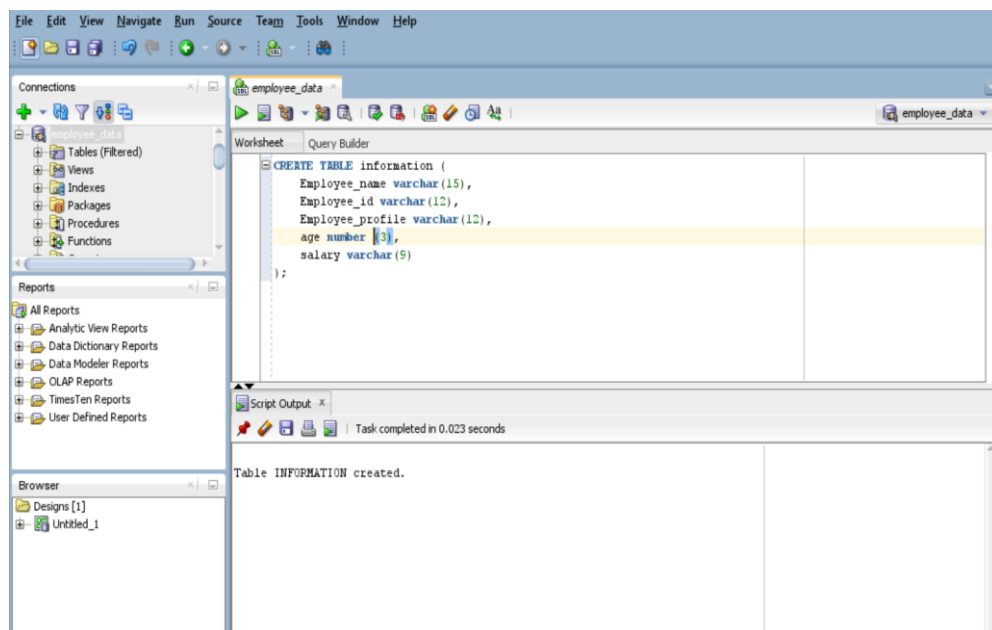 File Edit View Navigate Run Source Team Tools Window Help
Connections
employee_data
Tables (Filtered)
Views
Indexes
Packages
Procedures
Functions
Reports
All Reports
Analytic View Reports
Data Dictionary Reports
Data Modeler Reports
OLAP Reports
TimesTen Reports
User Defined Reports
Browser
Designs [1]
Untitled_1
employee_data
employee_data
Worksheet Query Builder
CREATE TABLE information (
Employee_name varchar(15),
Employee_id varchar(12),
Employee_profile varchar(12),
age number (3),
salary varchar(9)
);
Script Output
Task completed in 0.023 seconds
Table INFORMATION created.